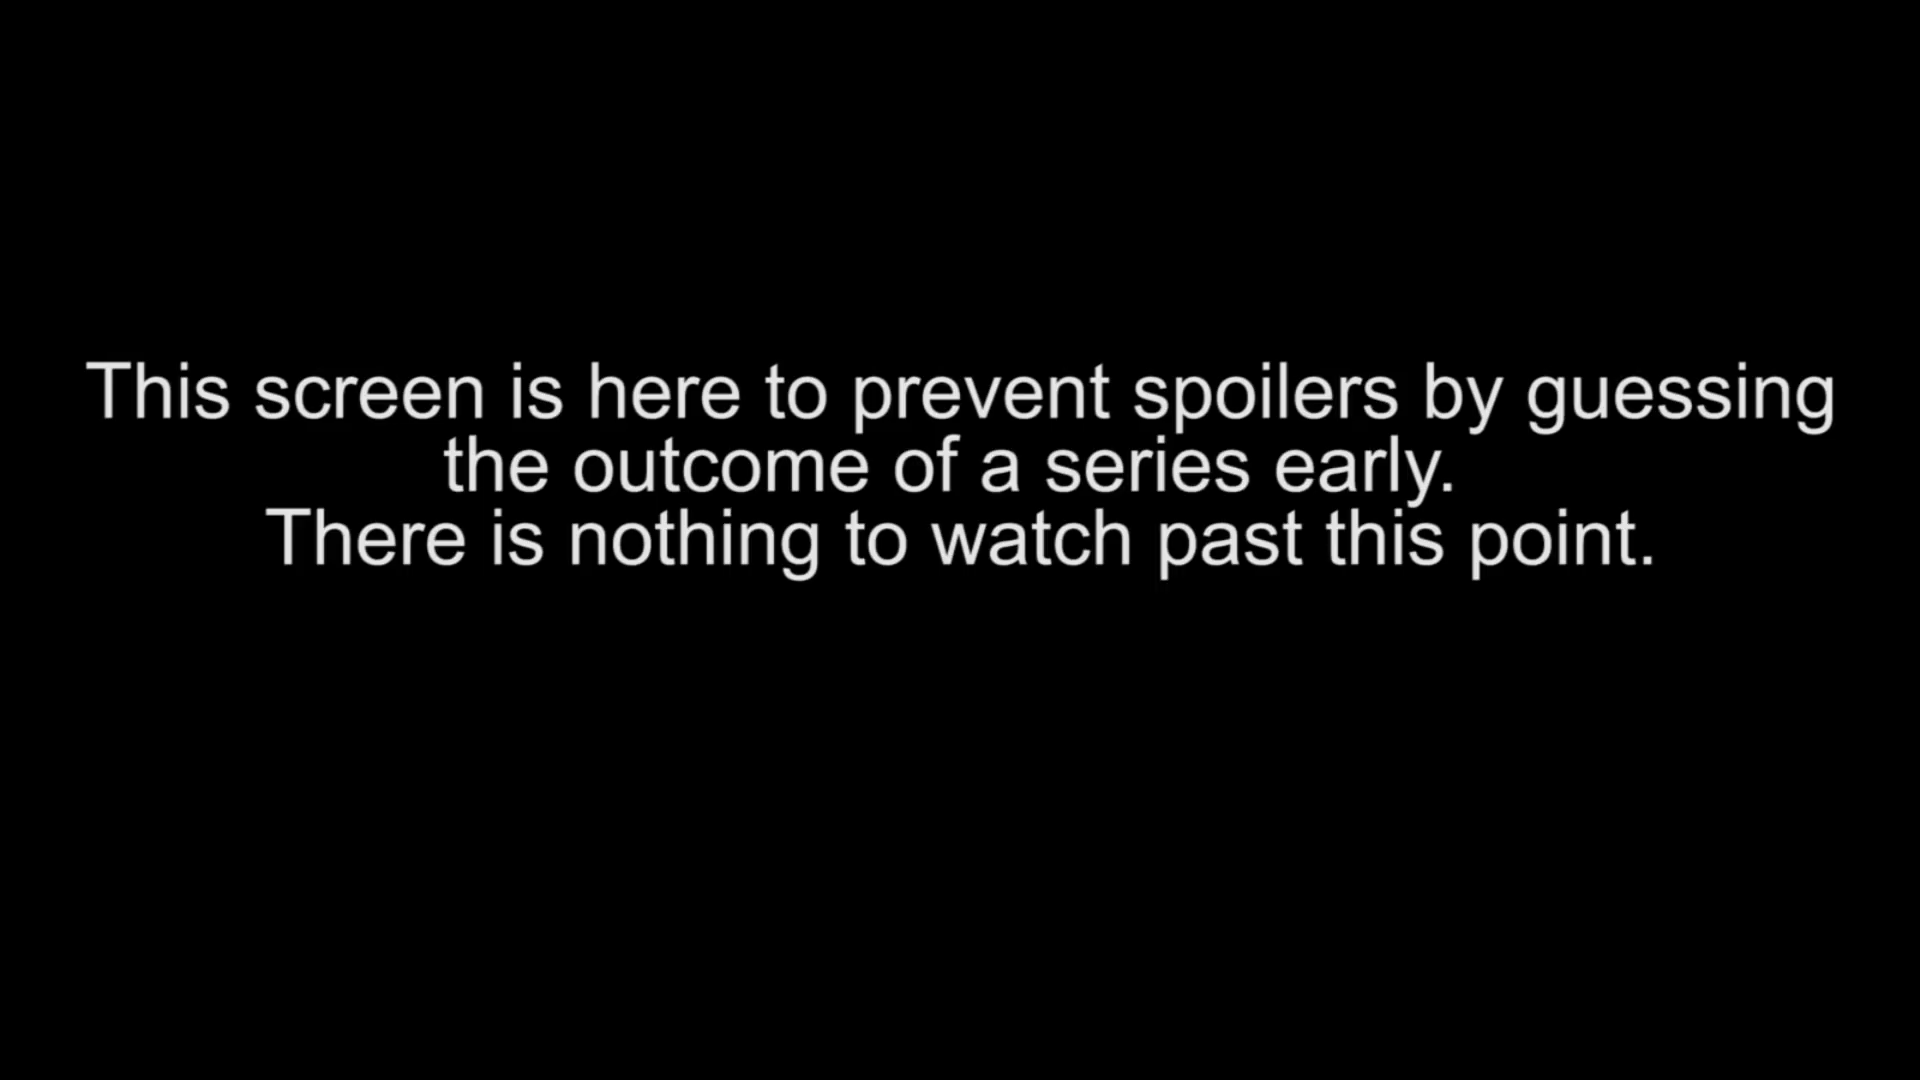 This screen is here to prevent spoilers by guessing
the outcome of a series early.
There is nothing to watch past this point.